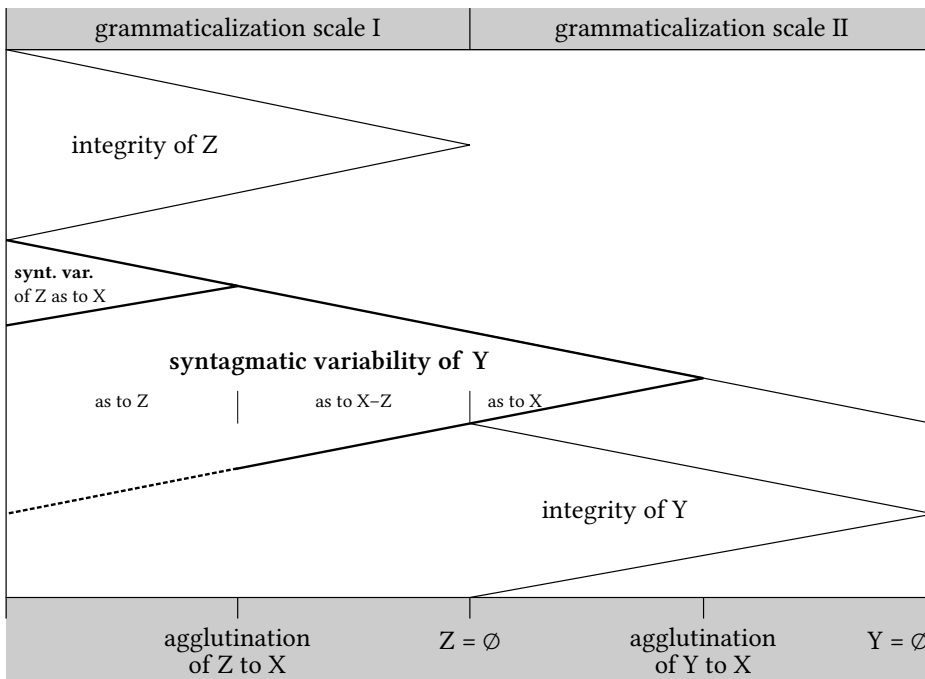 grammaticalization scale I
grammaticalization scale II
integrity of Z
synt. var.
of Z as to X
syntagmatic variability of Y
as to Z
as to X–Z
as to X
integrity of Y
agglutination
of Z to X
Z = ∅
agglutination
of Y to X
Y = ∅